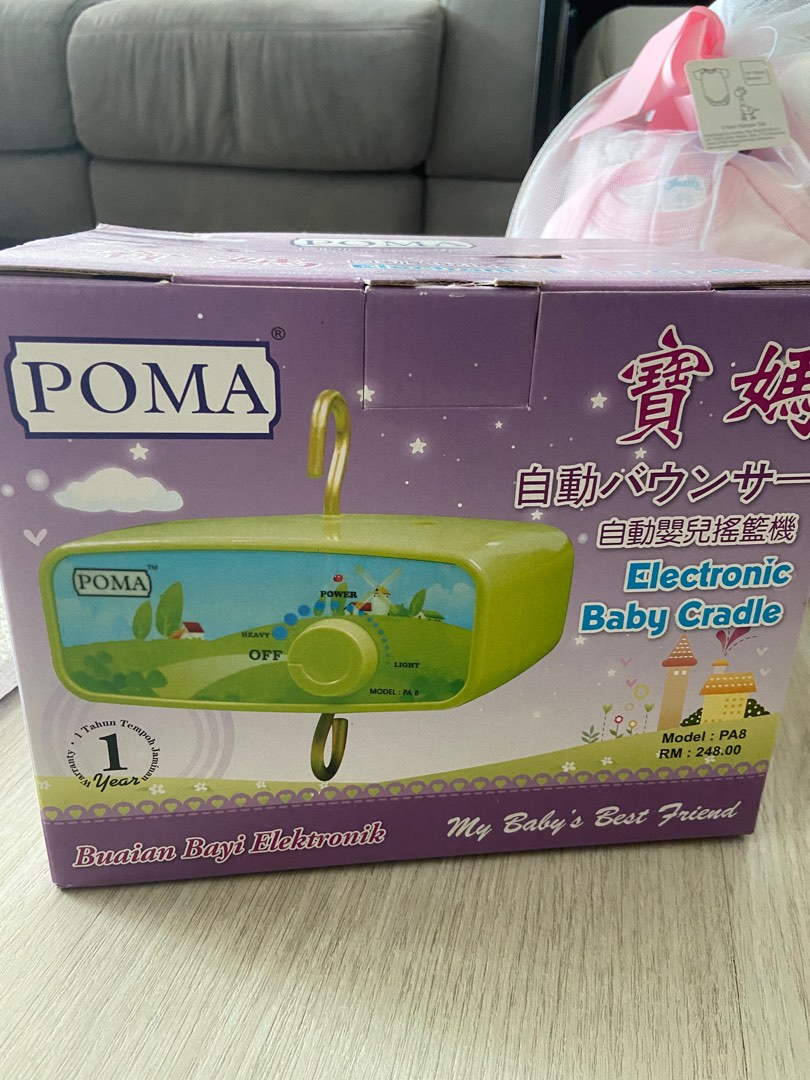 POMA
POMA
®
寶媽
自動バウンサー
自動嬰兒搖籃機
Electronic
Baby Cradle
POMA™
POWER
HEAVY
OFF
LIGHT
MODEL : PA 8
Model : PA8
RM : 248.00
1 Tahun Tempoh Jaminan
1
Year
Warranty
Buaian Bayi Elektronik
My Baby's Best Friend